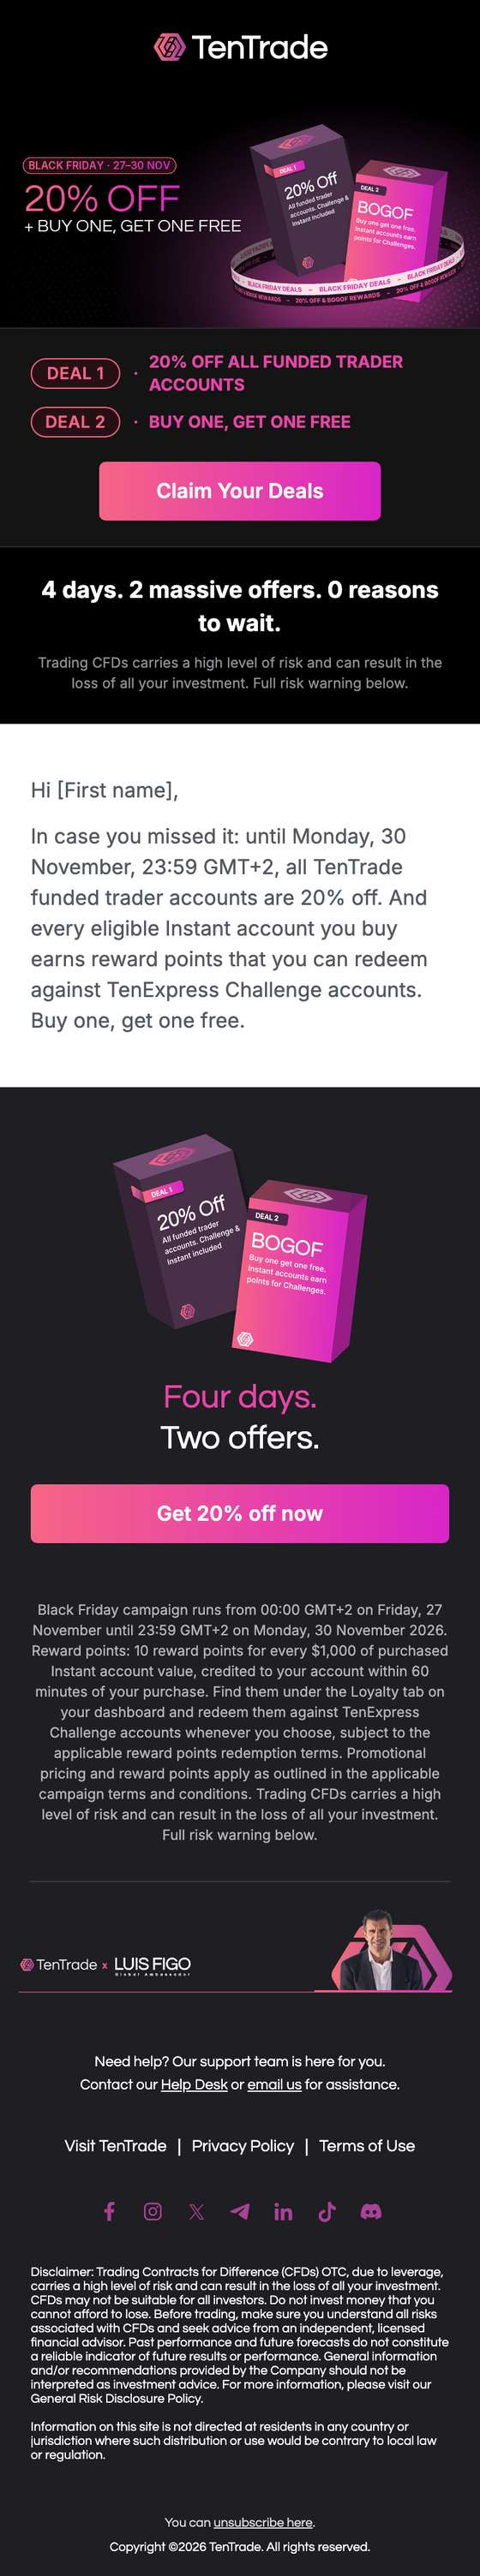 TenTrade
BLACK FRIDAY · 27–30 NOV
20% OFF
+ BUY ONE, GET ONE FREE
DEAL 1
20% Off
All funded trader
accounts. Challenge &
Instant included
DEAL 2
BOGOF
Buy one get one free.
Instant accounts earn
points for Challenges.
BLACK FRIDAY DEALS – BLACK FRIDAY DEALS – BLACK FRIDAY
REWARDS – 20% OFF & BOGOF REWARDS – 20% OFF & BOGOF
DEAL 1 · 20% OFF ALL FUNDED TRADER
ACCOUNTS
DEAL 2 · BUY ONE, GET ONE FREE
Claim Your Deals
4 days. 2 massive offers. 0 reasons
to wait.
Trading CFDs carries a high level of risk and can result in the
loss of all your investment. Full risk warning below.
Hi [First name],
In case you missed it: until Monday, 30
November, 23:59 GMT+2, all TenTrade
funded trader accounts are 20% off. And
every eligible Instant account you buy
earns reward points that you can redeem
against TenExpress Challenge accounts.
Buy one, get one free.
DEAL 1
20% Off
All funded trader
accounts. Challenge &
Instant included
DEAL 2
BOGOF
Buy one get one free.
Instant accounts earn
points for Challenges.
Four days.
Two offers.
Get 20% off now
Black Friday campaign runs from 00:00 GMT+2 on Friday, 27
November until 23:59 GMT+2 on Monday, 30 November 2026.
Reward points: 10 reward points for every $1,000 of purchased
Instant account value, credited to your account within 60
minutes of your purchase. Find them under the Loyalty tab on
your dashboard and redeem them against TenExpress
Challenge accounts whenever you choose, subject to the
applicable reward points redemption terms. Promotional
pricing and reward points apply as outlined in the applicable
campaign terms and conditions. Trading CFDs carries a high
level of risk and can result in the loss of all your investment.
Full risk warning below.
TenTrade x LUIS FIGO
Global Ambassador
Need help? Our support team is here for you.
Contact our Help Desk or email us for assistance.
Visit TenTrade | Privacy Policy | Terms of Use
Disclaimer: Trading Contracts for Difference (CFDs) OTC, due to leverage,
carries a high level of risk and can result in the loss of all your investment.
CFDs may not be suitable for all investors. Do not invest money that you
cannot afford to lose. Before trading, make sure you understand all risks
associated with CFDs and seek advice from an independent, licensed
financial advisor. Past performance and future forecasts do not constitute
a reliable indicator of future results or performance. General information
and/or recommendations provided by the Company should not be
interpreted as investment advice. For more information, please visit our
General Risk Disclosure Policy.
Information on this site is not directed at residents in any country or
jurisdiction where such distribution or use would be contrary to local law
or regulation.
You can unsubscribe here.
Copyright ©2026 TenTrade. All rights reserved.